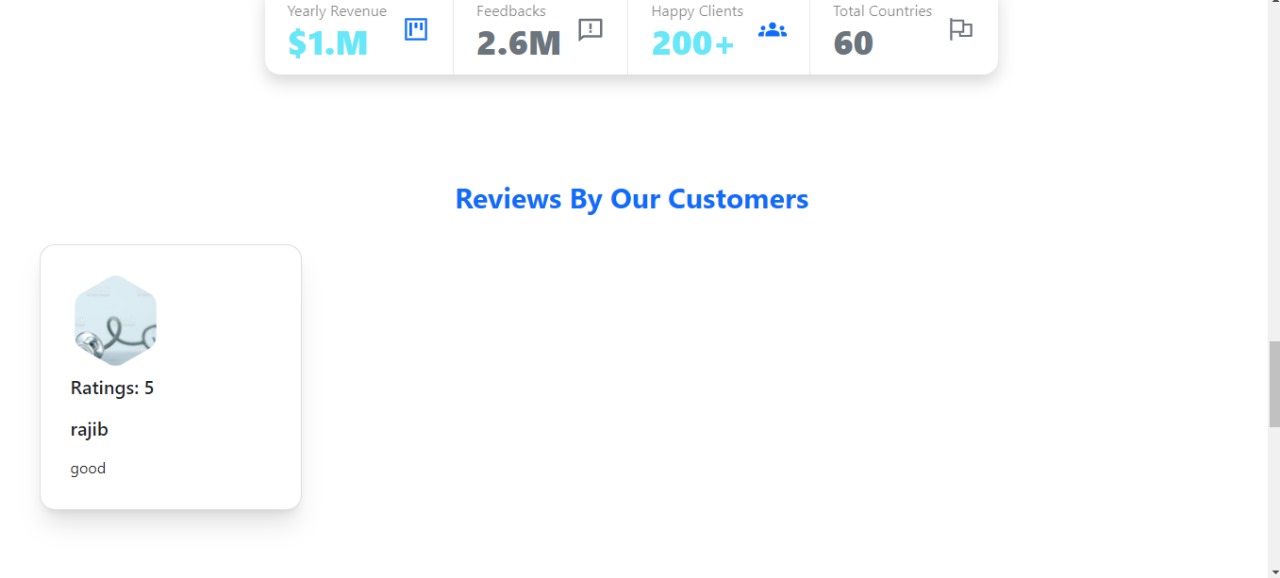 Yearly Revenue
$1.M
Feedbacks
2.6M
Happy Clients
200+
Total Countries
60
Reviews By Our Customers
Ratings: 5
rajib
good